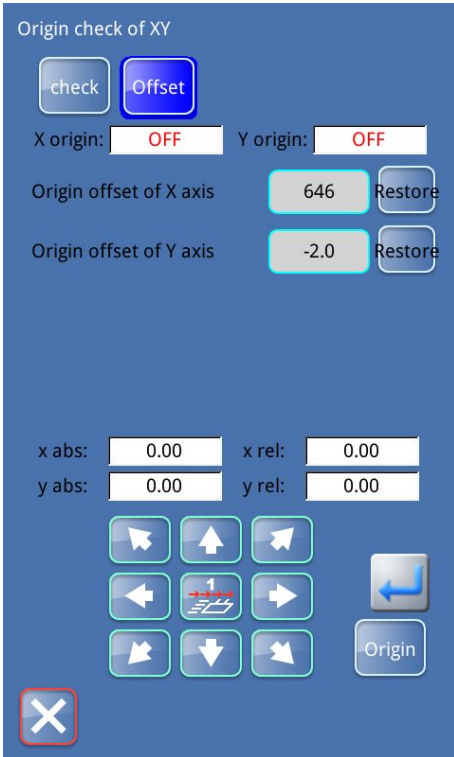 Origin check of XY
check Offset
X origin: OFF Y origin: OFF
Origin offset of X axis 646 Restore
Origin offset of Y axis -2.0 Restore
x abs: 0.00 x rel: 0.00
y abs: 0.00 y rel: 0.00
1
Origin